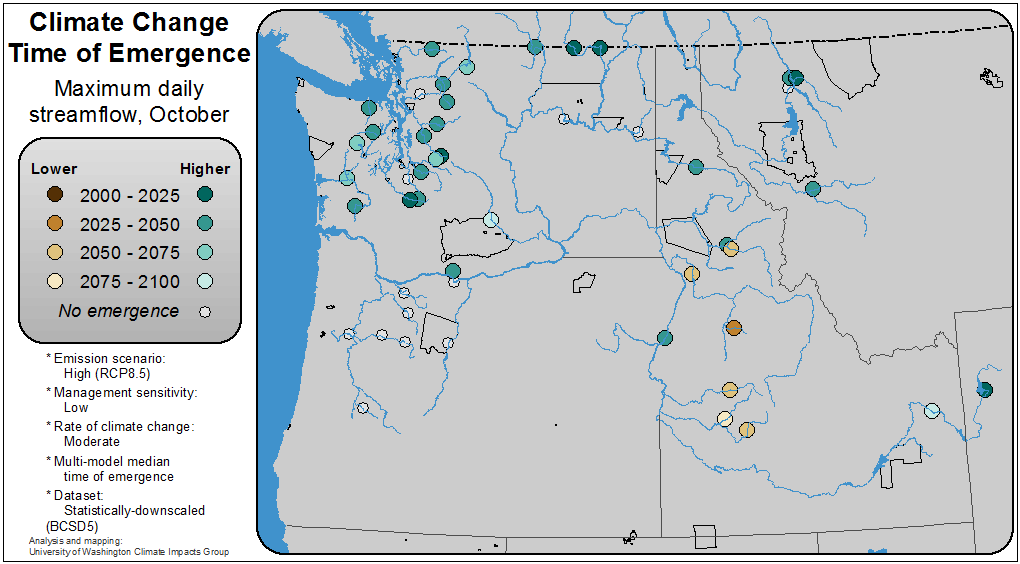 Climate Change
Time of Emergence
Maximum daily
streamflow, October
Lower Higher
2000 - 2025
2025 - 2050
2050 - 2075
2075 - 2100
No emergence
* Emission scenario:
High (RCP8.5)
* Management sensitivity:
Low
* Rate of climate change:
Moderate
* Multi-model median
time of emergence
* Dataset:
Statistically-downscaled
(BCSD5)
Analysis and mapping:
University of Washington Climate Impacts Group